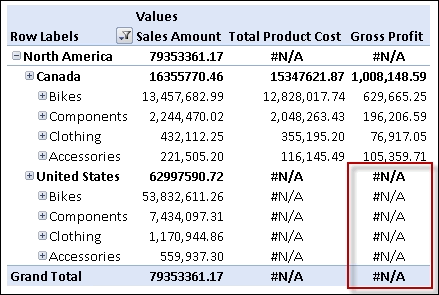 Values
Row Labels Sales Amount Total Product Cost Gross Profit
North America 79353361.17 #N/A #N/A
Canada 16355770.46 15347621.87 1,008,148.59
Bikes 13,457,682.99 12,828,017.74 629,665.25
Components 2,244,470.02 2,048,263.43 196,206.59
Clothing 432,112.25 355,195.20 76,917.05
Accessories 221,505.20 116,145.49 105,359.71
United States 62997590.72 #N/A #N/A
Bikes 53,832,611.26 #N/A #N/A
Components 7,434,097.31 #N/A #N/A
Clothing 1,170,944.86 #N/A #N/A
Accessories 559,937.30 #N/A #N/A
Grand Total 79353361.17 #N/A #N/A